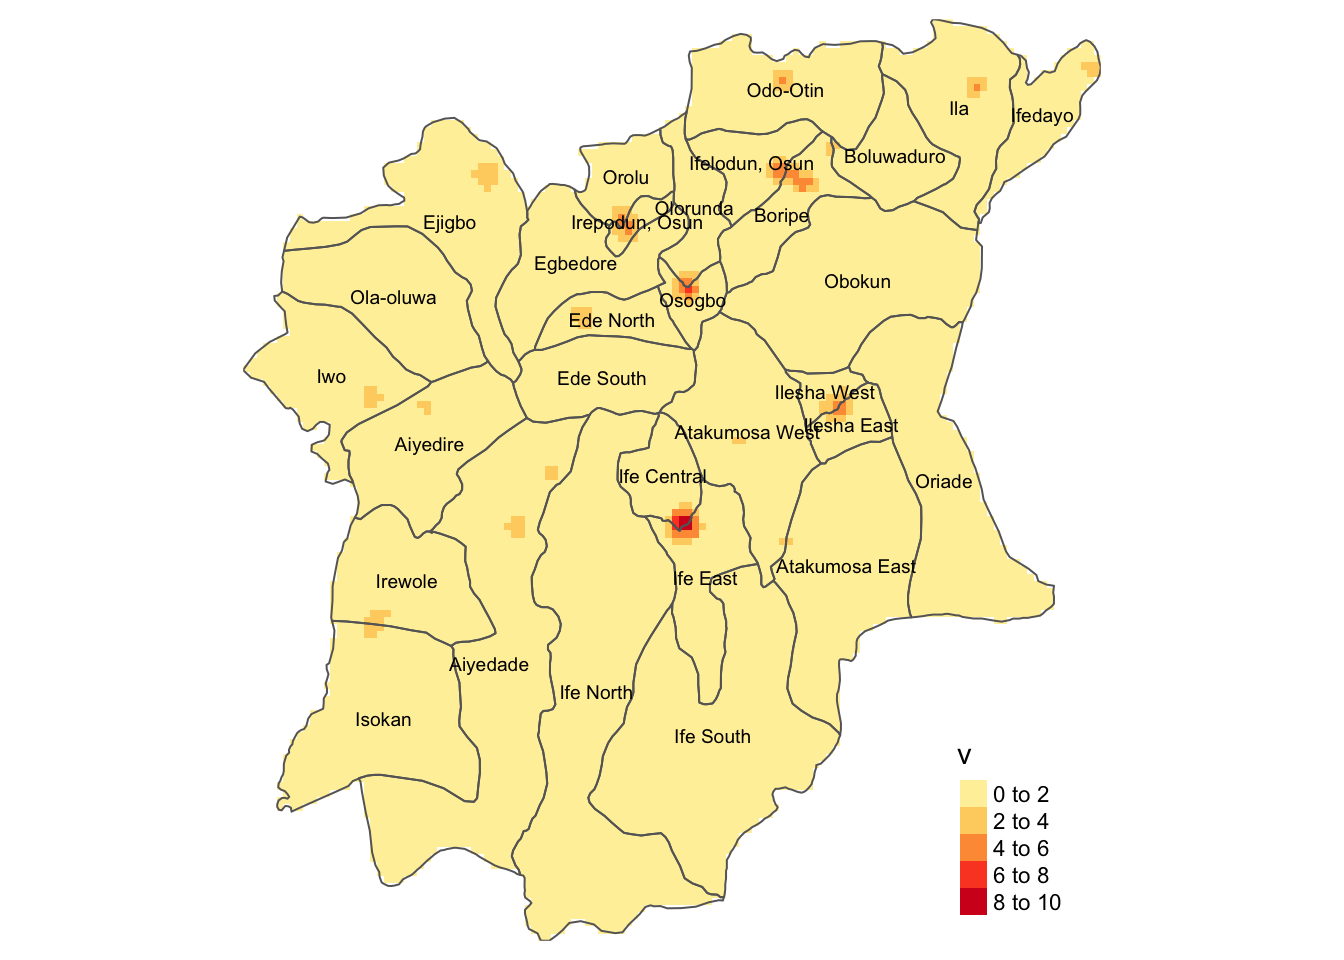 Odo-Otin
Ila
Ifedayo
Boluwaduro
Ifelodun, Osun
Orolu
Olorunda
Boripe
Irepodun, Osun
Ejigbo
Egbedore
Obokun
Ola-oluwa
Osogbo
Ede North
Iwo
Ede South
Ilesha West
Ilesha East
Atakumosa West
Aiyedire
Ife Central
Oriade
Atakumosa East
Ife East
Irewole
Aiyedade
Ife North
Isokan
Ife South
v
0 to 2
2 to 4
4 to 6
6 to 8
8 to 10